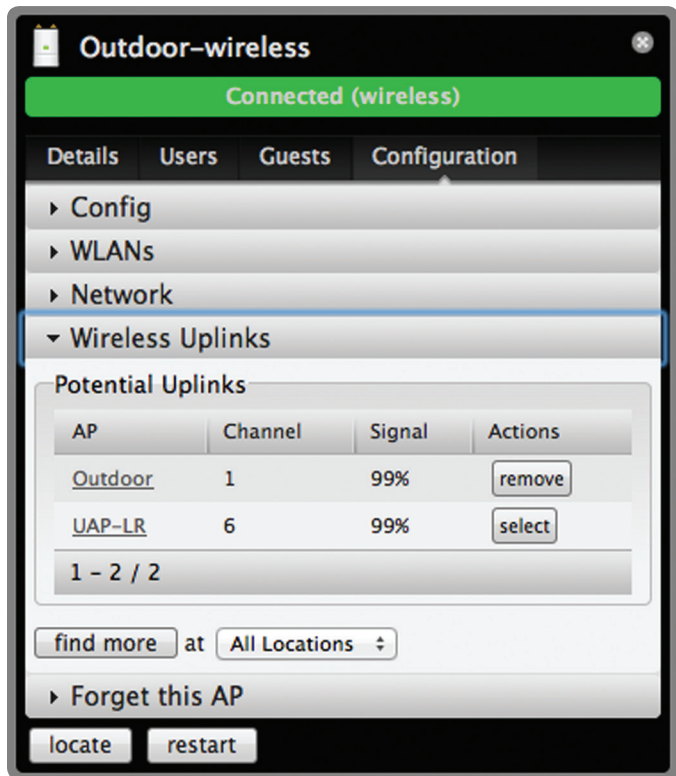 Outdoor-wireless
Connected (wireless)
Details Users Guests Configuration
Config
WLANs
Network
Wireless Uplinks
Potential Uplinks
AP Channel Signal Actions
Outdoor 1 99% remove
UAP-LR 6 99% select
1 - 2 / 2
find more at All Locations
Forget this AP
locate restart